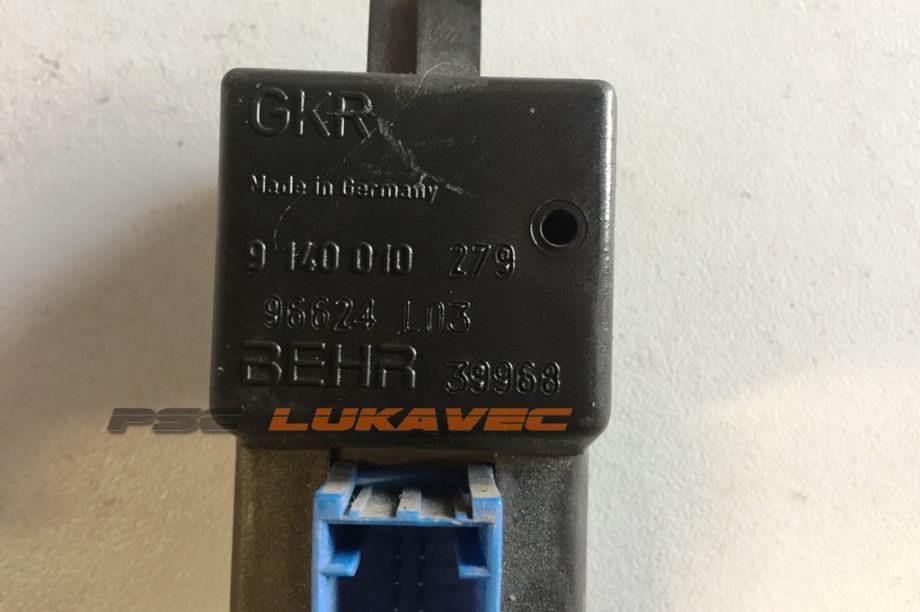 GKR
Made in Germany
9 140 010 279
96624 L03
BEHR 39968
PSC LUKAVEC